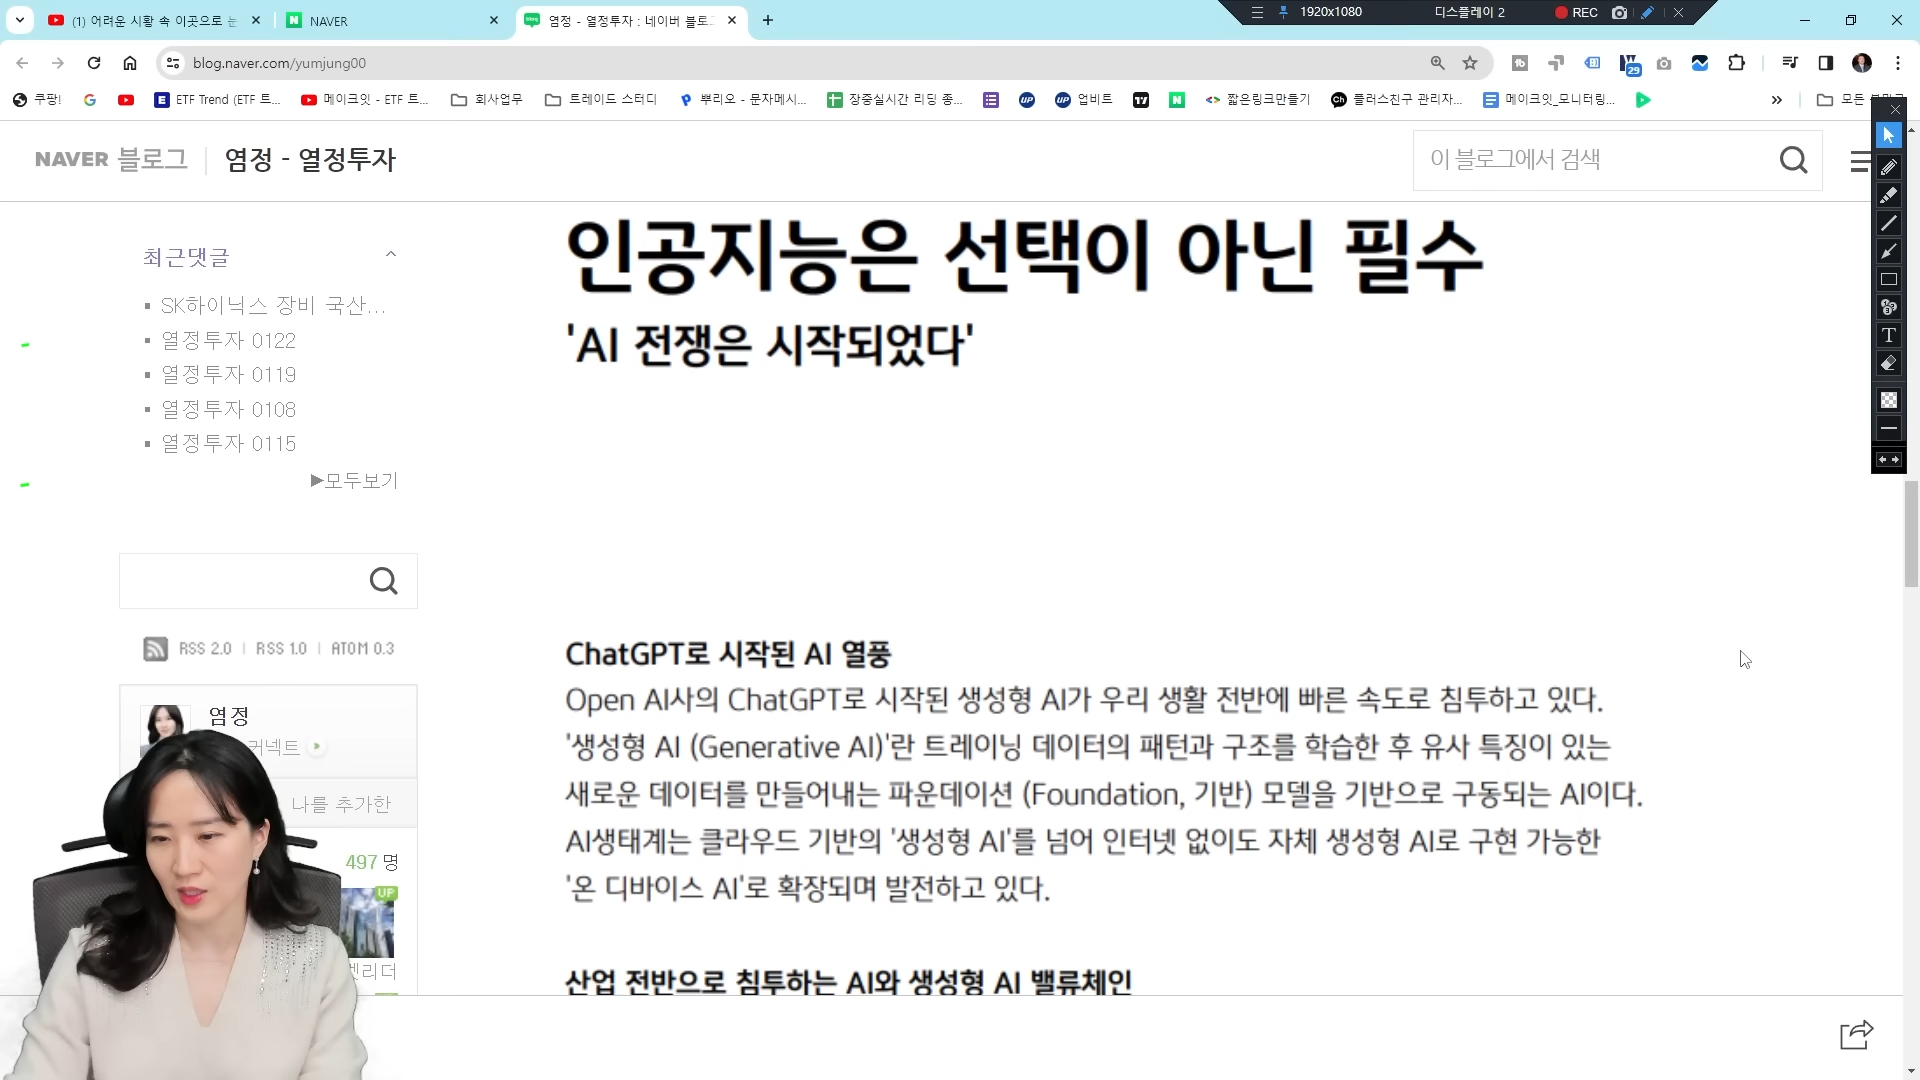 (1) 어려운 시황 속 이곳으로 눈
NAVER
염정 - 열정투자 : 네이버 블로그
1920x1080
디스플레이 2
REC
blog.naver.com/yumjung00
29
쿠팡!
ETF Trend (ETF 트...
메이크잇 - ETF 트...
회사업무
트레이드 스터디
뿌리오 - 문자메시...
장중실시간 리딩 종...
UP
UP 업비트
짧은링크만들기
Ch 플러스친구 관리자...
메이크잇_모니터링...
모든
NAVER 블로그
염정 - 열정투자
이 블로그에서 검색
최근댓글
SK하이닉스 장비 국산...
열정투자 0122
열정투자 0119
열정투자 0108
열정투자 0115
▶모두보기
RSS 2.0 | RSS 1.0 | ATOM 0.3
염정
커넥트
나를 추가한
497 명
UP
인공지능은 선택이 아닌 필수
'AI 전쟁은 시작되었다'
ChatGPT로 시작된 AI 열풍
Open AI사의 ChatGPT로 시작된 생성형 AI가 우리 생활 전반에 빠른 속도로 침투하고 있다.
'생성형 AI (Generative AI)'란 트레이닝 데이터의 패턴과 구조를 학습한 후 유사 특징이 있는
새로운 데이터를 만들어내는 파운데이션 (Foundation, 기반) 모델을 기반으로 구동되는 AI이다.
AI생태계는 클라우드 기반의 '생성형 AI'를 넘어 인터넷 없이도 자체 생성형 AI로 구현 가능한
'온 디바이스 AI'로 확장되며 발전하고 있다.
산업 전반으로 침투하는 AI와 생성형 AI 밸류체인